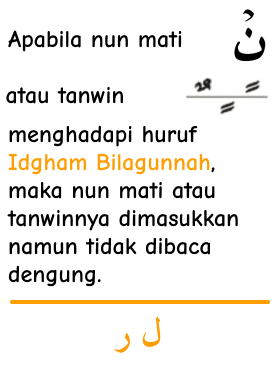 Apabila nun mati نْ
atau tanwin ـٌـ ـٍـ ـً
menghadapi huruf
Idgham Bilagunnah,
maka nun mati atau
tanwinnya dimasukkan
namun tidak dibaca
dengung.
ل ر